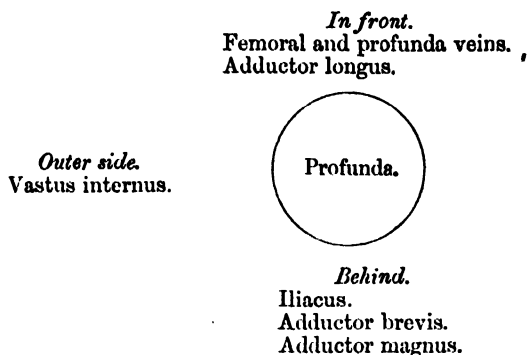 In front.
Femoral and profunda veins.
Adductor longus.
Outer side.
Vastus internus.
Profunda.
Behind.
Iliacus.
Adductor brevis.
Adductor magnus.